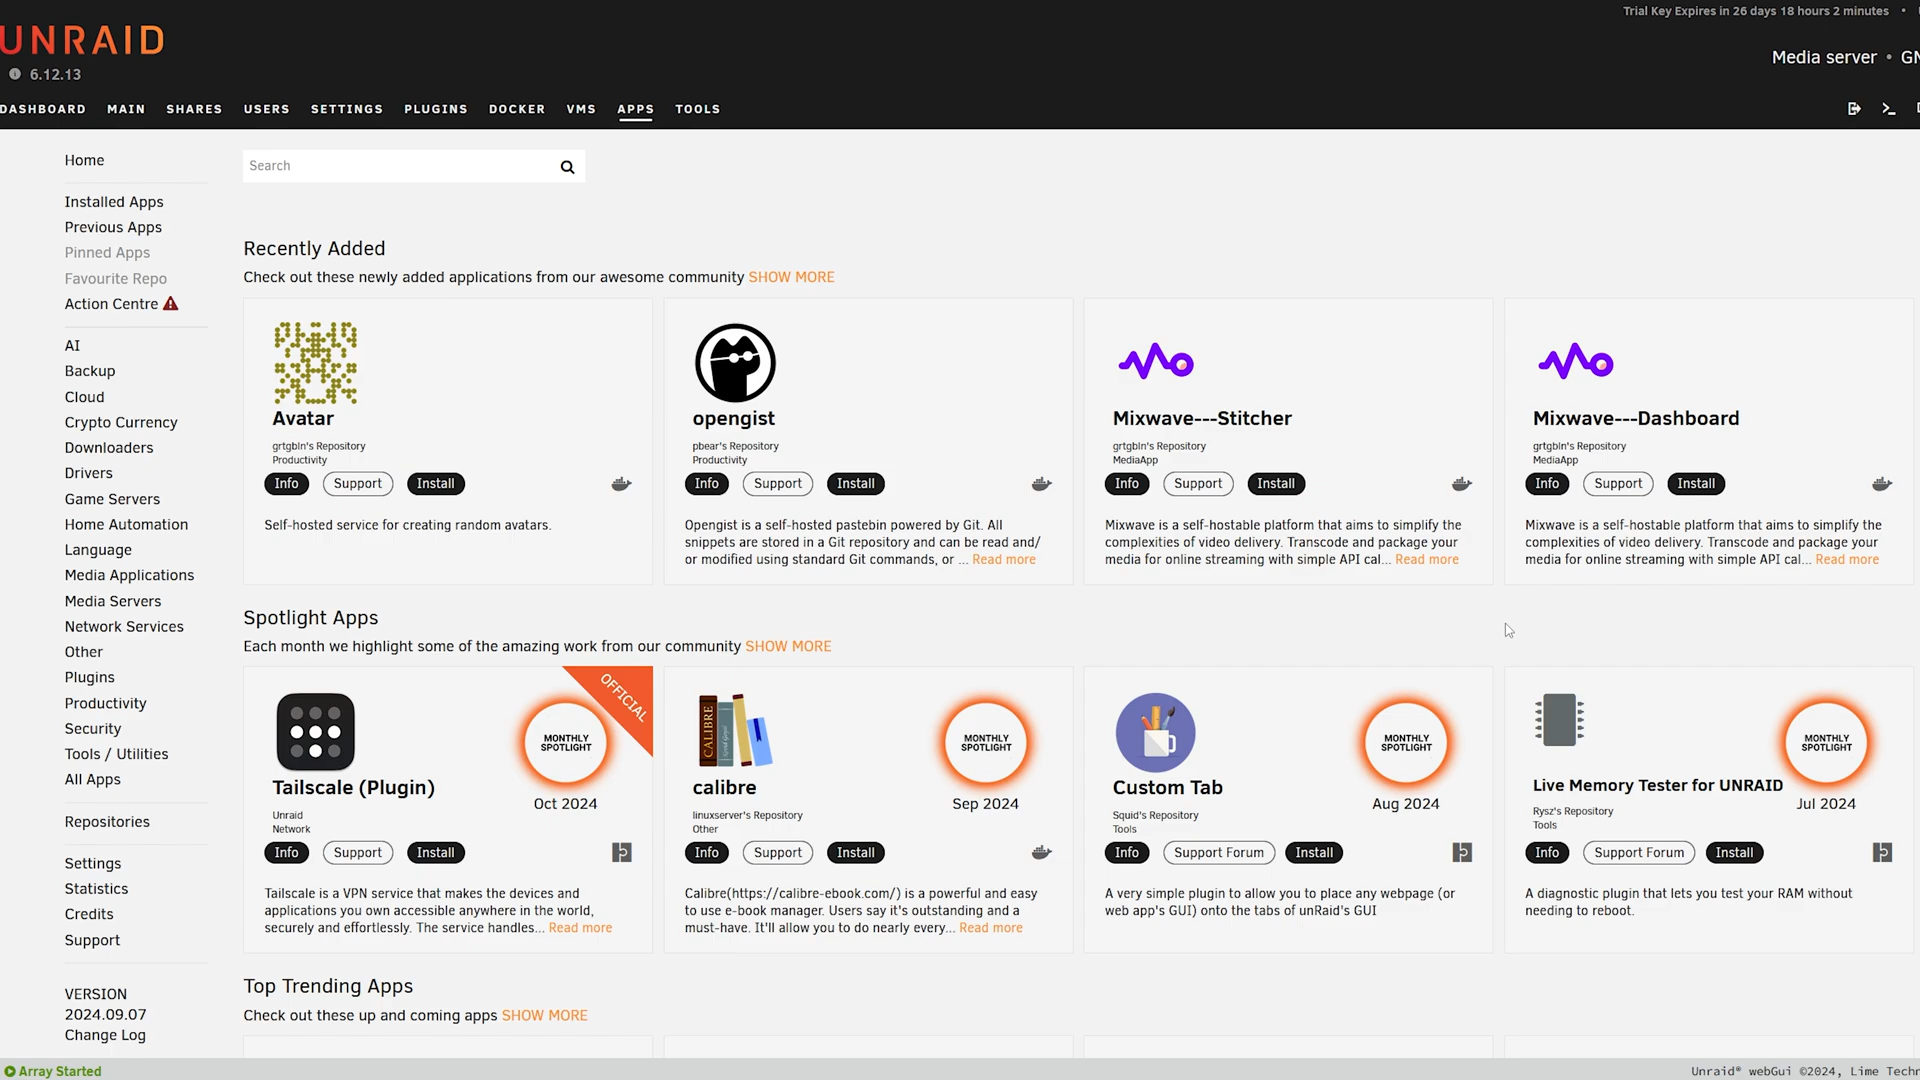 Trial Key Expires in 26 days 18 hours 2 minutes •
UNRAID
6.12.13
Media server •
DASHBOARD MAIN SHARES USERS SETTINGS PLUGINS DOCKER VMS APPS TOOLS
Home
Search
Installed Apps
Previous Apps
Pinned Apps
Favourite Repo
Action Centre
AI
Backup
Cloud
Crypto Currency
Downloaders
Drivers
Game Servers
Home Automation
Language
Media Applications
Media Servers
Network Services
Other
Plugins
Productivity
Security
Tools / Utilities
All Apps
Repositories
Settings
Statistics
Credits
Support
VERSION
2024.09.07
Change Log
Recently Added
Check out these newly added applications from our awesome community SHOW MORE
Avatar
grtgbln's Repository
Productivity
Info Support Install
Self-hosted service for creating random avatars.
opengist
pbear's Repository
Productivity
Info Support Install
Opengist is a self-hosted pastebin powered by Git. All
snippets are stored in a Git repository and can be read and/
or modified using standard Git commands, or ... Read more
Mixwave---Stitcher
grtgbln's Repository
MediaApp
Info Support Install
Mixwave is a self-hostable platform that aims to simplify the
complexities of video delivery. Transcode and package your
media for online streaming with simple API cal... Read more
Mixwave---Dashboard
grtgbln's Repository
MediaApp
Info Support Install
Mixwave is a self-hostable platform that aims to simplify the
complexities of video delivery. Transcode and package your
media for online streaming with simple API cal... Read more
Spotlight Apps
Each month we highlight some of the amazing work from our community SHOW MORE
OFFICIAL
MONTHLY
SPOTLIGHT
Oct 2024
Tailscale (Plugin)
Unraid
Network
Info Support Install
Tailscale is a VPN service that makes the devices and
applications you own accessible anywhere in the world,
securely and effortlessly. The service handles... Read more
CALIBRE
MONTHLY
SPOTLIGHT
Sep 2024
calibre
linuxserver's Repository
Other
Info Support Install
Calibre(https://calibre-ebook.com/) is a powerful and easy
to use e-book manager. Users say it's outstanding and a
must-have. It'll allow you to do nearly every... Read more
MONTHLY
SPOTLIGHT
Aug 2024
Custom Tab
Squid's Repository
Tools
Info Support Forum Install
A very simple plugin to allow you to place any webpage (or
web app's GUI) onto the tabs of unRaid's GUI
MONTHLY
SPOTLIGHT
Jul 2024
Live Memory Tester for UNRAID
Rysz's Repository
Tools
Info Support Forum Install
A diagnostic plugin that lets you test your RAM without
needing to reboot.
Top Trending Apps
Check out these up and coming apps SHOW MORE
Array Started
Unraid® webGui ©2024, Lime Techn